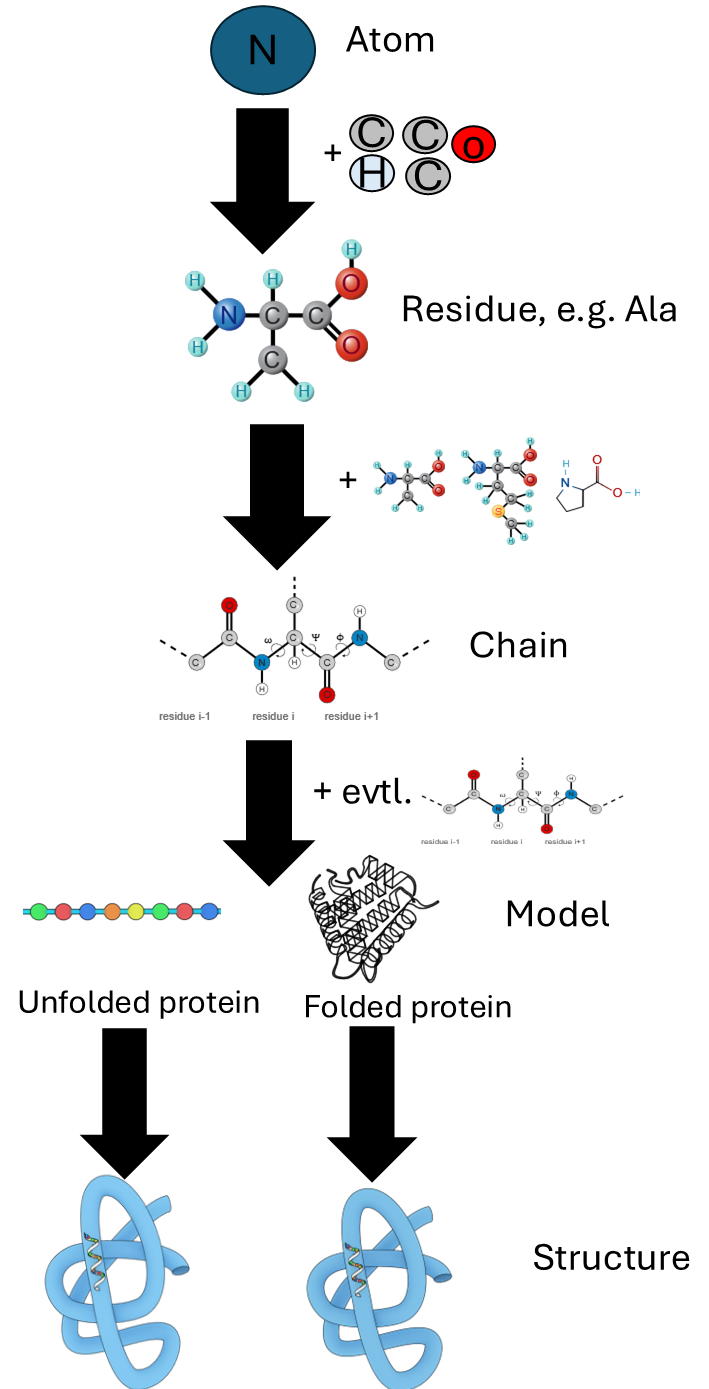 N
Atom
+
C C O
H C
H
H H O
N C C
H O
C
H H
Residue, e.g. Ala
+
H
H H O
N C C
H O
C
H H
H
H H O
N C C
H O
H C H
H C
S H
C H
H H
H
N
O
O-H
C H
O C Ψ N
C ω C ϕ
N H C C
H O
Chain
residue i-1 residue i residue i+1
+ evtl.
C H
O C Ψ N
C ω C ϕ
N H C C
H O
residue i-1 residue i residue i+1
Model
Unfolded protein
Folded protein
Structure